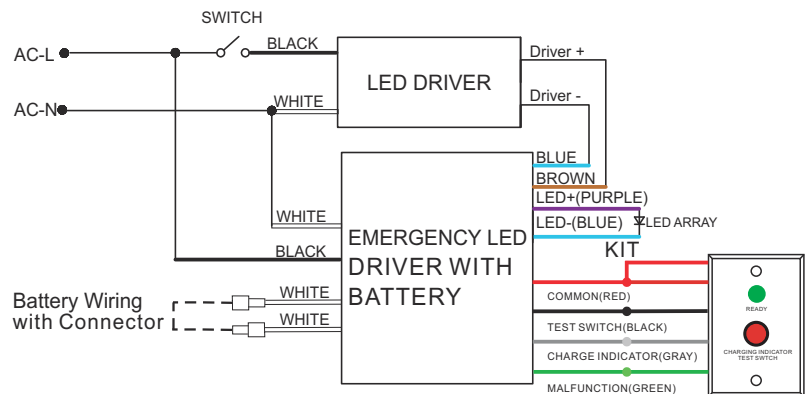 SWITCH
AC-L
BLACK
LED DRIVER
Driver +
Driver -
AC-N
WHITE
BLUE
BROWN
LED+(PURPLE)
LED-(BLUE)
LED ARRAY
KIT
WHITE
BLACK
EMERGENCY LED
DRIVER WITH
BATTERY
WHITE
WHITE
Battery Wiring
with Connector
COMMON(RED)
TEST SWITCH(BLACK)
CHARGE INDICATOR(GRAY)
MALFUNCTION(GREEN)
READY
CHARGING INDICATOR
TEST SWTCH